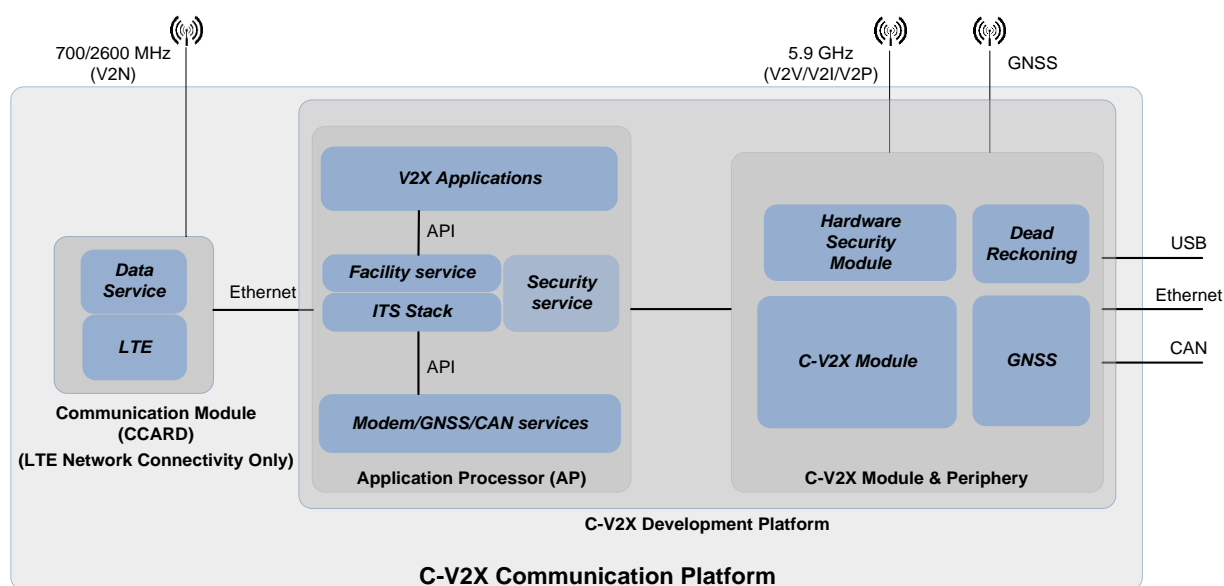 700/2600 MHz
(V2N)
5.9 GHz
(V2V/V2I/V2P)
GNSS
V2X Applications
API
Facility service
ITS Stack
Security
service
API
Modem/GNSS/CAN services
Application Processor (AP)
Data
Service
LTE
Ethernet
Communication Module
(CCARD)
(LTE Network Connectivity Only)
Hardware
Security
Module
Dead
Reckoning
C-V2X Module
GNSS
C-V2X Module & Periphery
USB
Ethernet
CAN
C-V2X Development Platform
C-V2X Communication Platform